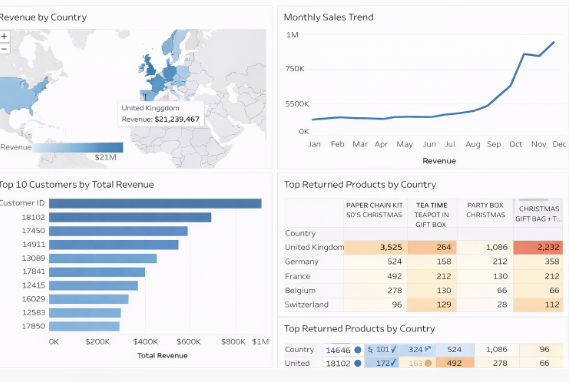 Revenue by Country
+
−
United Kinggdom
Revenue: $21,239,467
Revenue
$21M
Monthly Sales Trend
1M
750K
5500K
0K
Jan Feb Mar Apr May Jun Jul Aug Sep Oct Nov Dec
Revenue
Top 10 Customers by Total Revenue
Customer ID
18102
17450
14911
13089
17841
12415
16029
12583
17850
0K $200K $400K $600K $800K $1M
Total Revenue
Top Returned Products by Country
PAPER CHAIN KIT 50'S CHRISTMAS
TEA TIME TEAPOT IN GIFT BOX
PARTY BOX CHRISTMAS
CHRISTMAS GIFT BAG +T...
Country
United Kingdom 3,525 264 1,086 2,232
Germany 524 158 212 358
France 492 212 130 212
Belgium 278 130 66 66
Switzerland 96 129 28 112
Top Returned Products by Country
Country 14646 5 101 324 524 1,086 96
United 18102 172 163 492 278 66